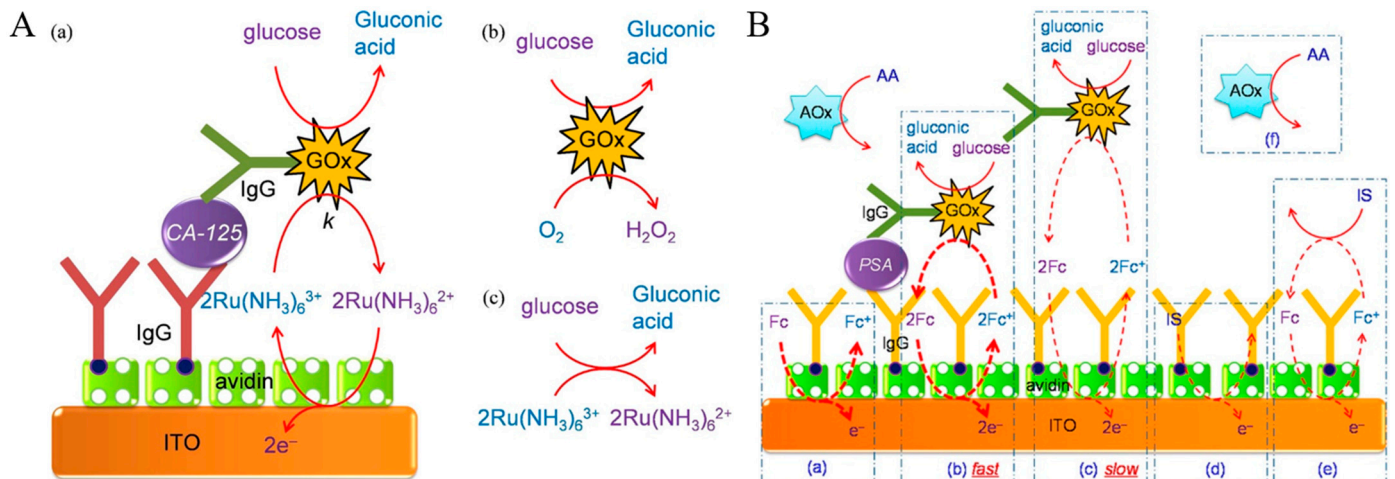 A
(a)
glucose
Gluconic
acid
GOx
IgG
k
CA-125
2Ru(NH₃)₆³⁺
2Ru(NH₃)₆²⁺
IgG
avidin
ITO
2e⁻
(b)
glucose
Gluconic
acid
GOx
O₂
H₂O₂
(c)
glucose
Gluconic
acid
2Ru(NH₃)₆³⁺
2Ru(NH₃)₆²⁺
B
AA
AOx
gluconic
acid
glucose
GOx
gluconic
acid
glucose
GOx
IgG
PSA
AA
AOx
(f)
IS
2Fc
2Fc⁺
Fc
Fc⁺
IgG
2Fc
2Fc⁺
IS
Fc
Fc⁺
avidin
e⁻
2e⁻
ITO
2e⁻
e⁻
e⁻
(a)
(b) fast
(c) slow
(d)
(e)